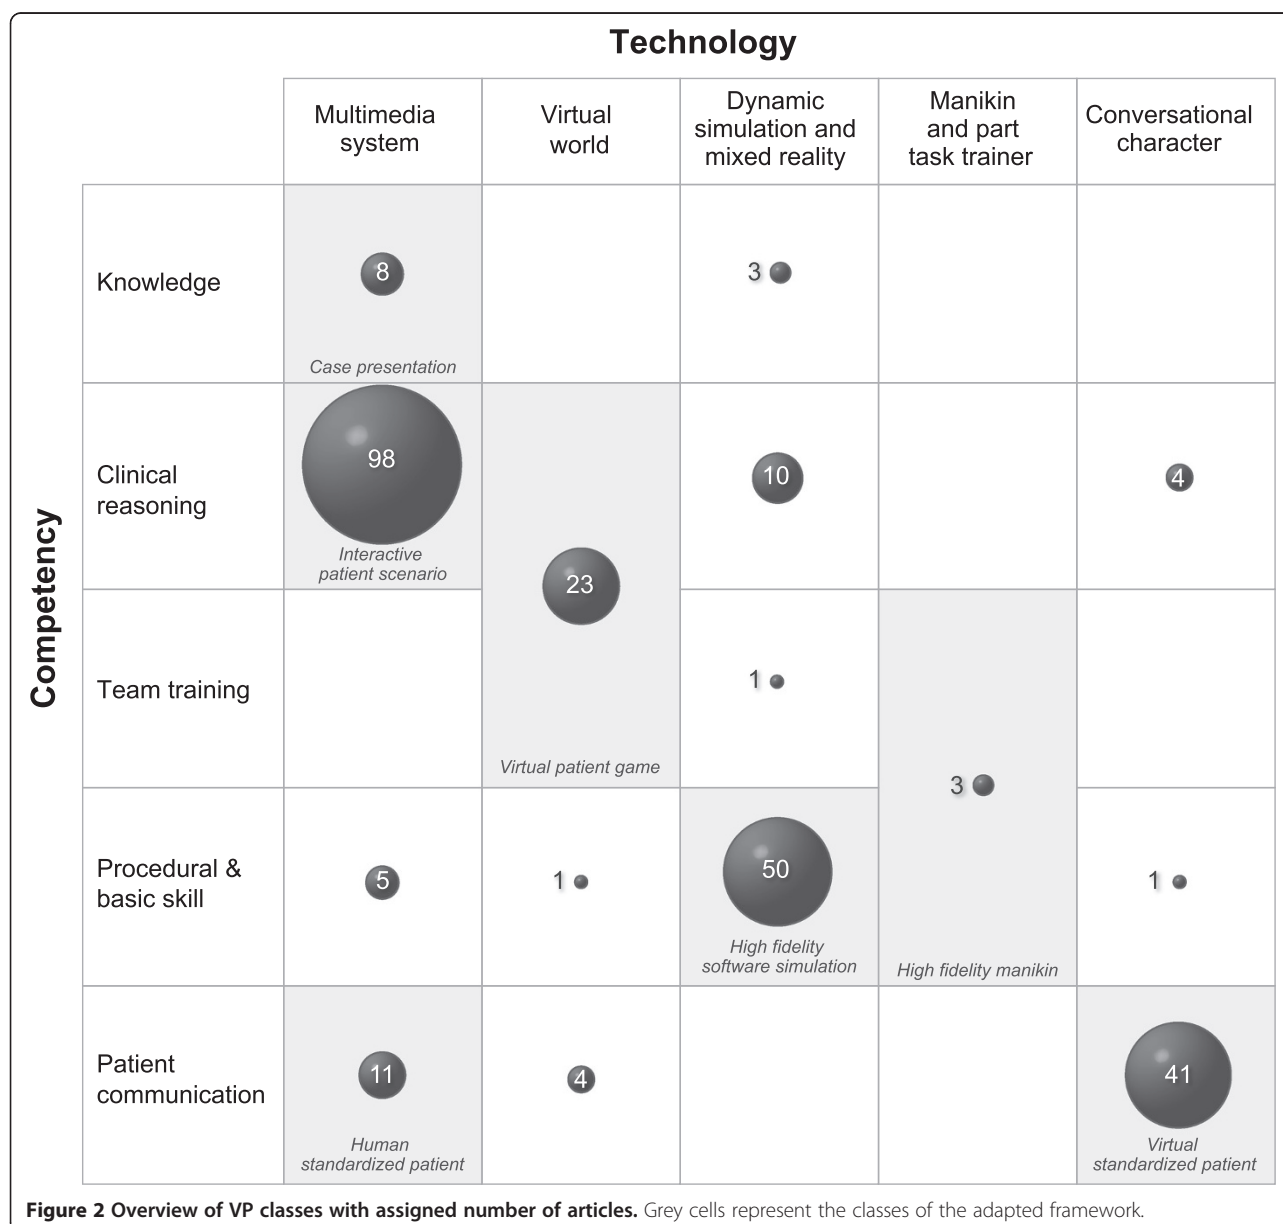 Technology
Multimedia
system
Virtual
world
Dynamic
simulation and
mixed reality
Manikin
and part
task trainer
Conversational
character
Competency
Knowledge
8
Case presentation
3
Clinical
reasoning
98
Interactive
patient scenario
23
Virtual patient game
10
4
Team training
1
3
High fidelity manikin
Procedural &
basic skill
5
1
50
High fidelity
software simulation
1
Patient
communication
11
Human
standardized patient
4
41
Virtual
standardized patient
Figure 2 Overview of VP classes with assigned number of articles. Grey cells represent the classes of the adapted framework.